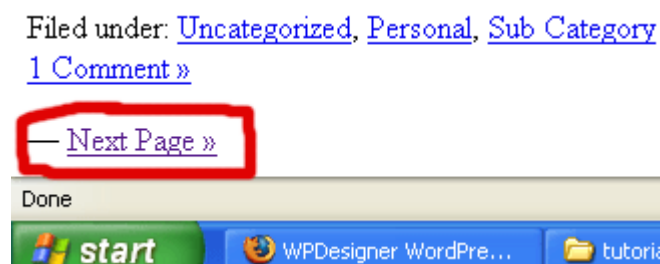 Filed under: Uncategorized, Personal, Sub Category
1 Comment »
— Next Page »
Done
start WPDesigner WordPre... tutoria